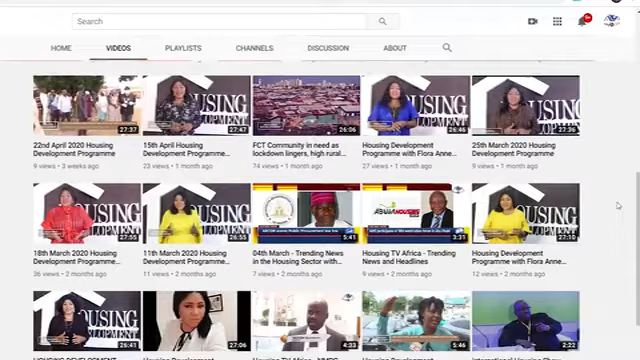 Search
HOME VIDEOS PLAYLISTS CHANNELS DISCUSSION ABOUT
HOUSING DEVELOPMENT
27:37
27:47
26:06
26:46
27:36
22nd April 2020 Housing
Development Programme
9 views • 3 weeks ago
15th April Housing
Development Programme...
23 views • 1 month ago
FCT Community in need as
lockdown lingers, high rural...
74 views • 1 month ago
Housing Development
Programme with Flora Anne...
27 views • 1 month ago
25th March 2020 Housing
Development Programme
9 views • 1 month ago
27:55
26:55
5:41
3:31
27:10
18th March 2020 Housing
Development Programme...
36 views • 2 months ago
11th March 2020 Housing
Development Programme...
11 views • 2 months ago
04th March - Trending News
in the Housing Sector with...
7 views • 2 months ago
Housing TV Africa - Trending
News and Headlines
9 views • 2 months ago
Housing Development
Programme with Flora Anne...
12 views • 2 months ago
26:41
27:06
4:33
5:46
2:22